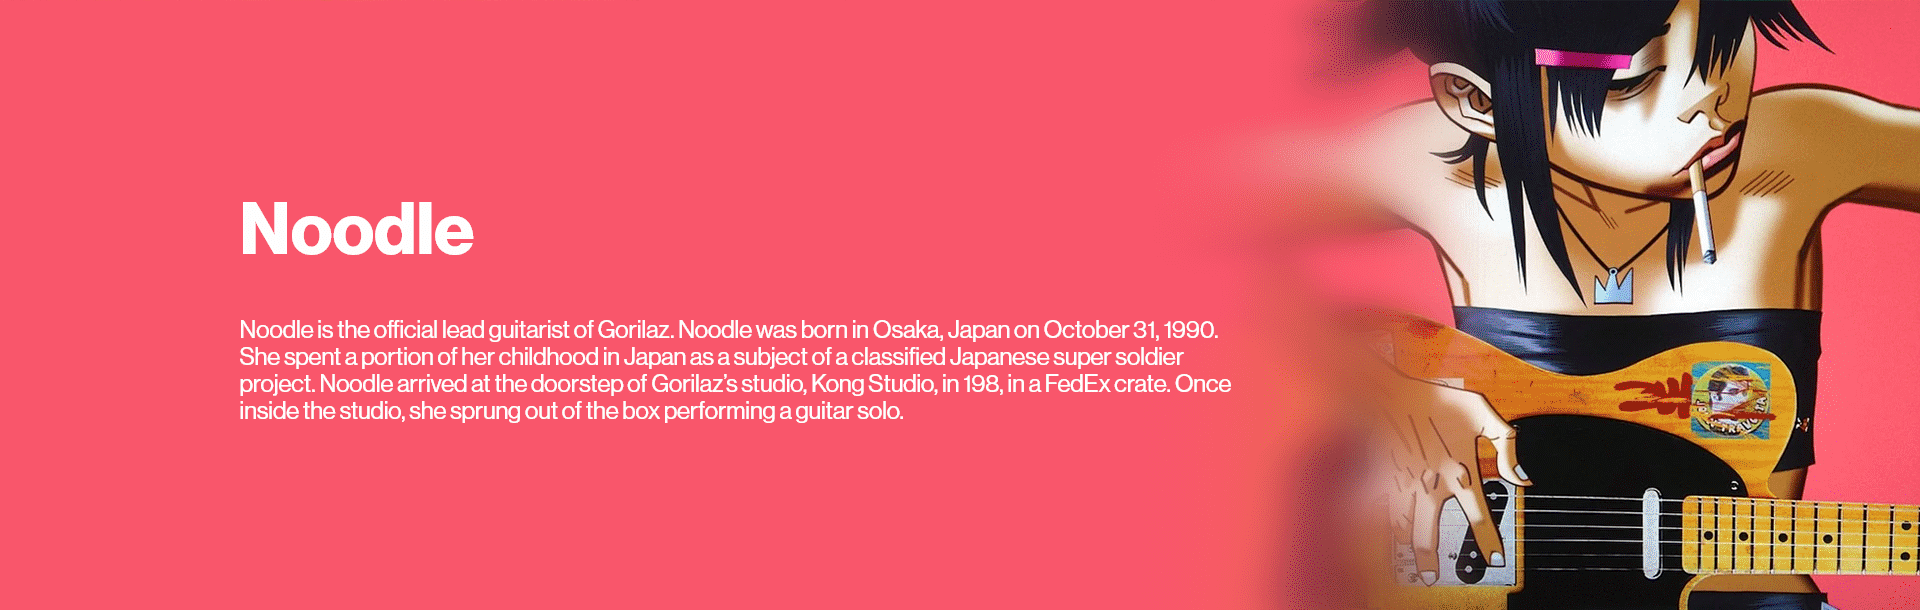 Noodle
Noodle is the official lead guitarist of Gorilaz. Noodle was born in Osaka, Japan on October 31, 1990.
She spent a portion of her childhood in Japan as a subject of a classified Japanese super soldier
project. Noodle arrived at the doorstep of Gorilaz’s studio, Kong Studio, in 198, in a FedEx crate. Once
inside the studio, she sprung out of the box performing a guitar solo.